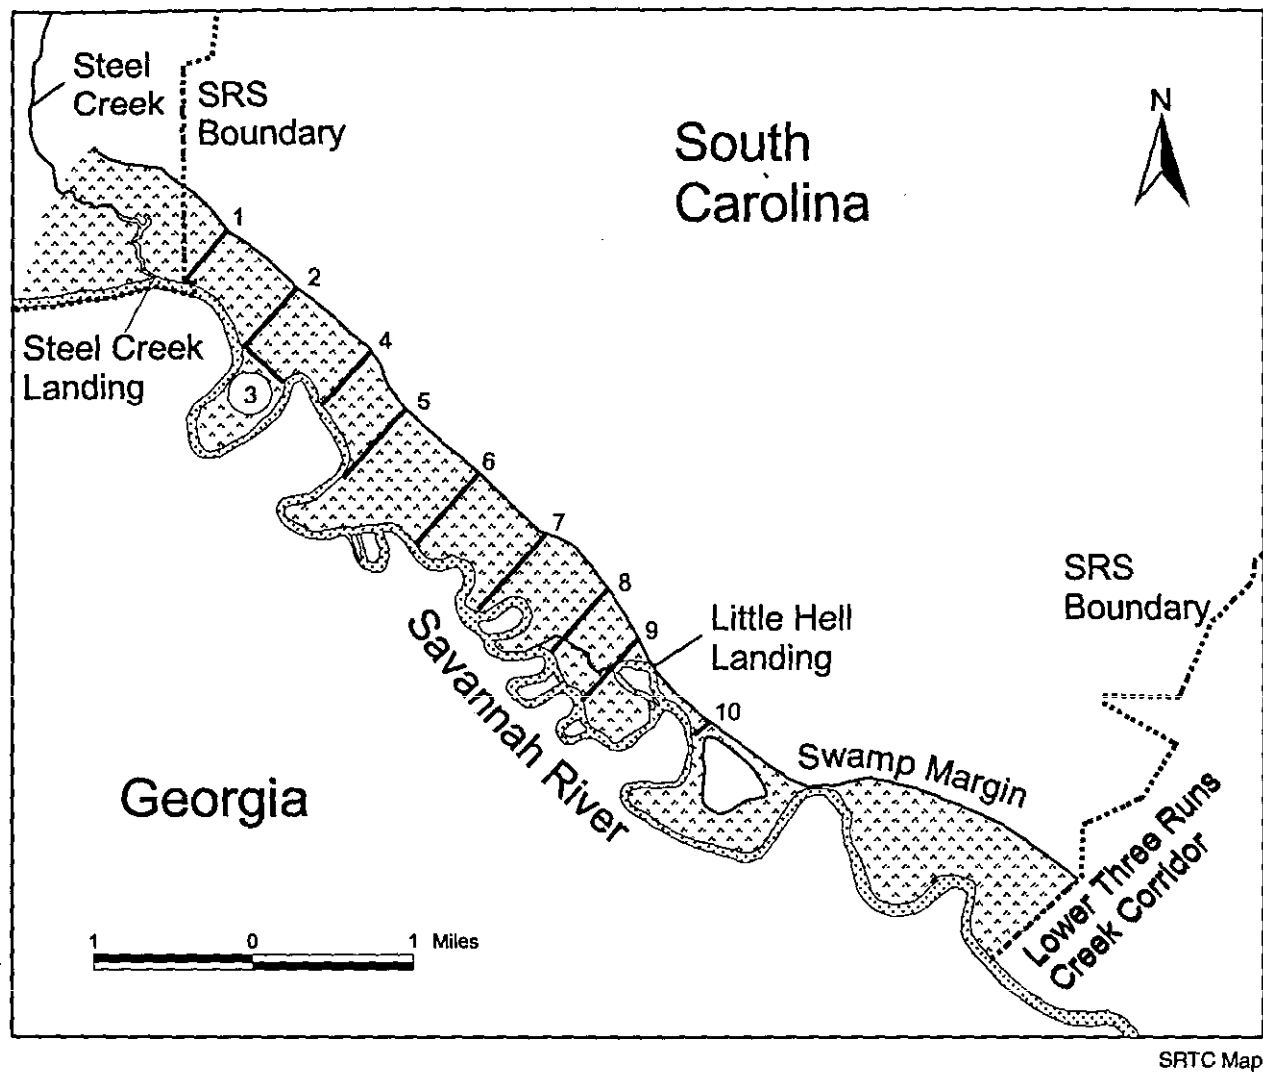 Steel
Creek
SRS
Boundary
South
Carolina
N
1
2
4
3
5
6
7
8
9
10
Steel Creek
Landing
Little Hell
Landing
SRS
Boundary
Savannah River
Swamp Margin
Georgia
Lower Three Runs
Creek Corridor
1 0 1 Miles
SRTC Map